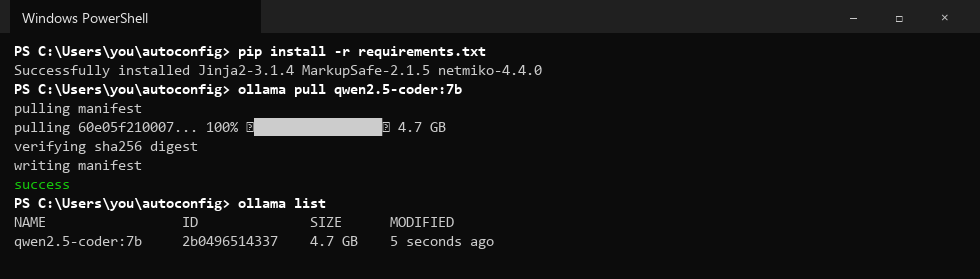 Windows PowerShell
PS C:\Users\you\autoconfig> pip install -r requirements.txt
Successfully installed Jinja2-3.1.4 MarkupSafe-2.1.5 netmiko-4.4.0
PS C:\Users\you\autoconfig> ollama pull qwen2.5-coder:7b
pulling manifest
pulling 60e05f210007... 100% 4.7 GB
verifying sha256 digest
writing manifest
success
PS C:\Users\you\autoconfig> ollama list
NAME ID SIZE MODIFIED
qwen2.5-coder:7b 2b0496514337 4.7 GB 5 seconds ago